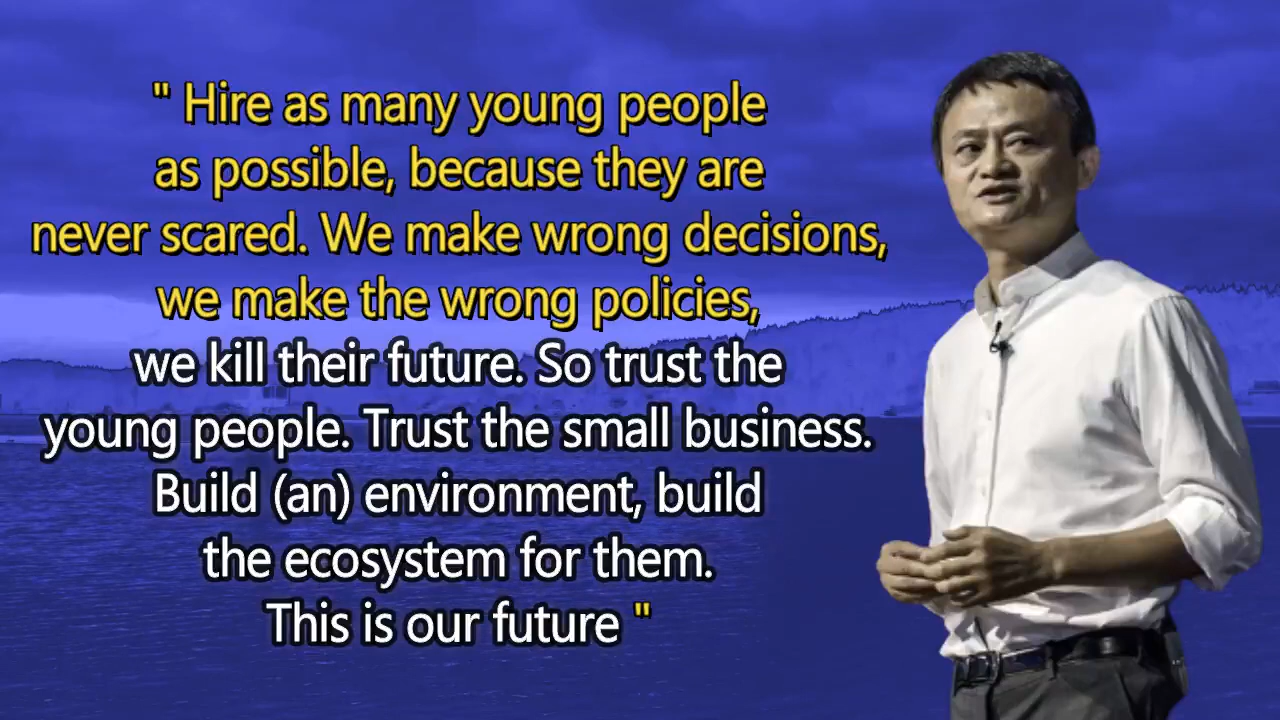 " Hire as many young people
as possible, because they are
never scared. We make wrong decisions,
we make the wrong policies,
we kill their future. So trust the
young people. Trust the small business.
Build (an) environment, build
the ecosystem for them.
This is our future "